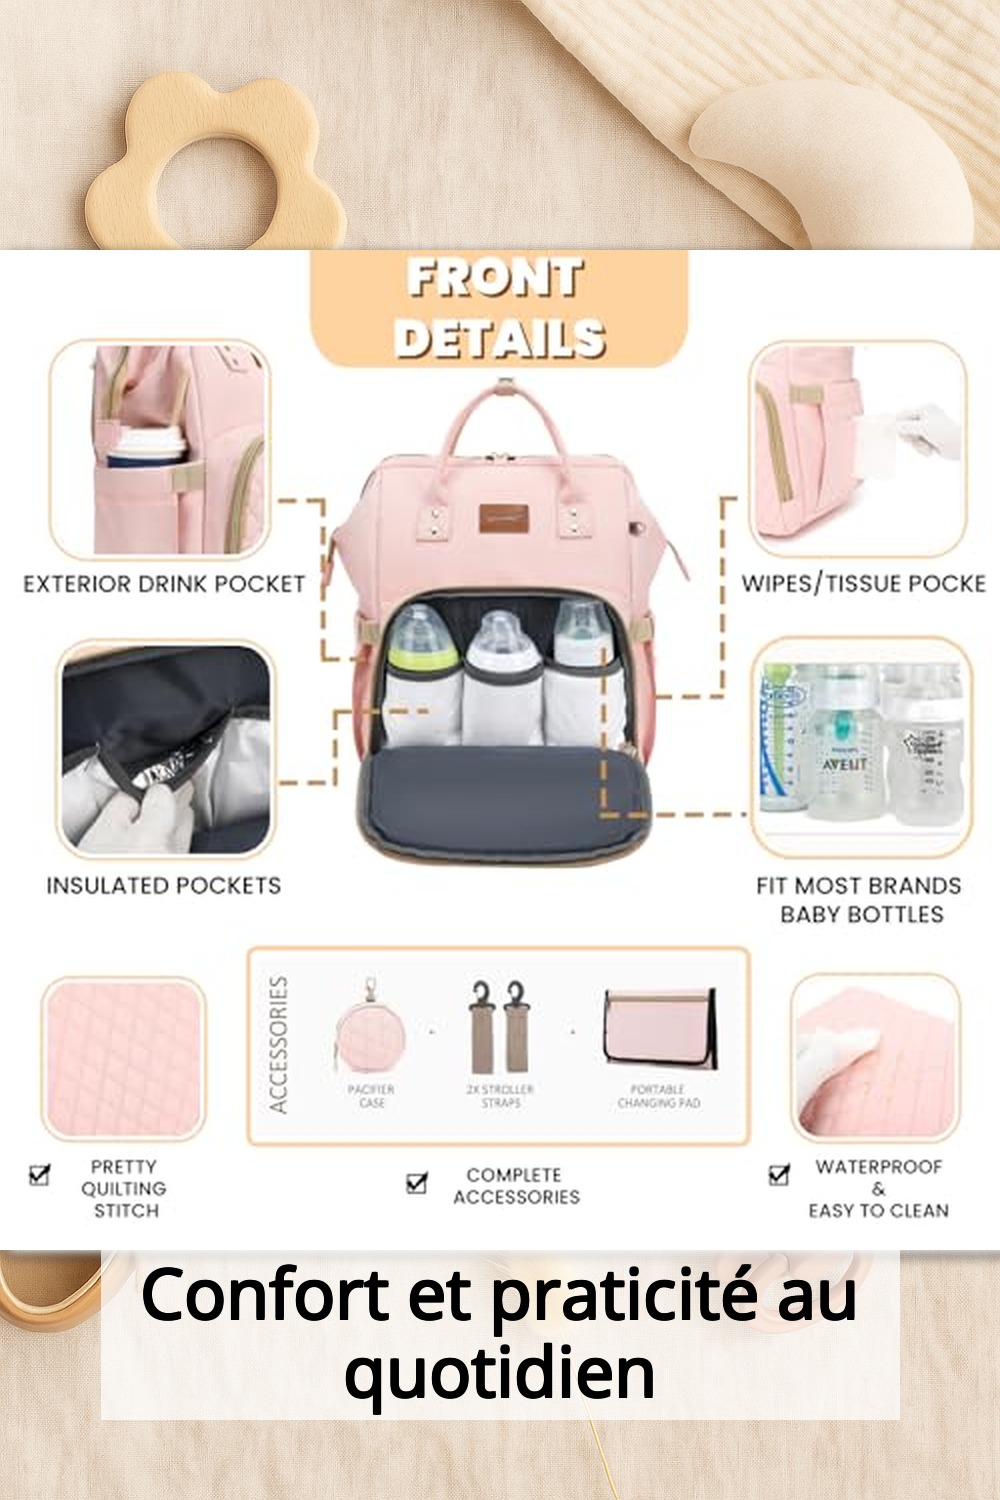 FRONT
DETAILS
EXTERIOR DRINK POCKET
WIPES/TISSUE POCKE
INSULATED POCKETS
PHILIPS
AVENT
FIT MOST BRANDS
BABY BOTTLES
ACCESSORIES
PACIFIER
CASE
2X STROLLER
STRAPS
PORTABLE
CHANGING PAD
PRETTY
QUILTING
STITCH
COMPLETE
ACCESSORIES
WATERPROOF
&
EASY TO CLEAN
Confort et praticité au
quotidien